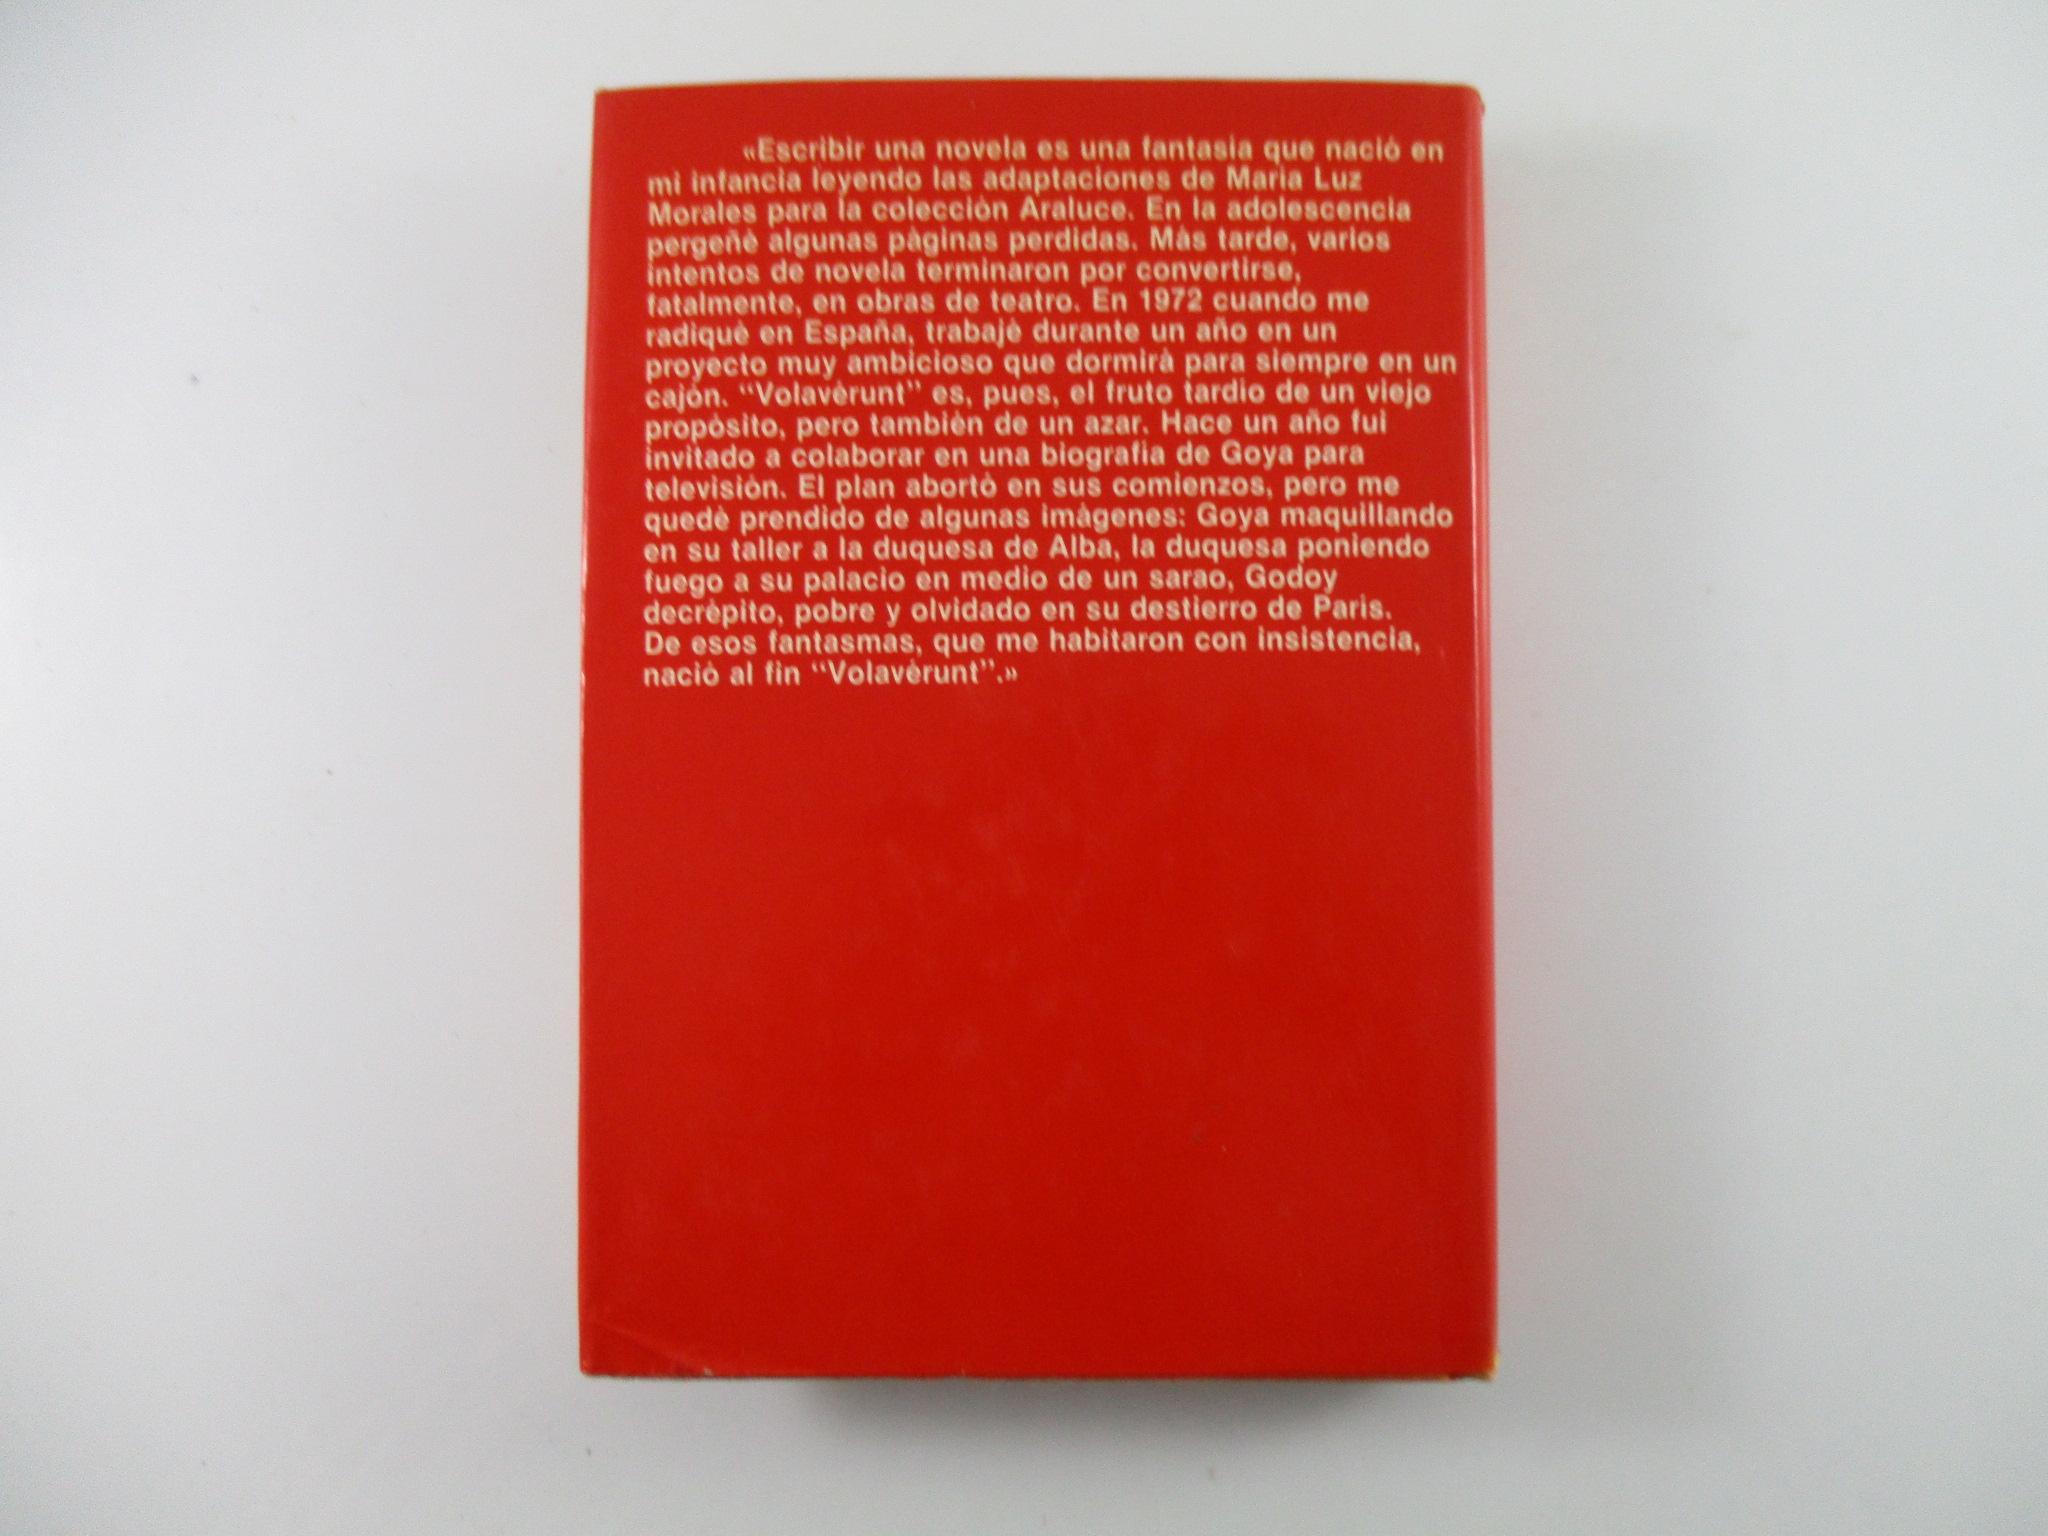 «Escribir una novela es una fantasía que nació en
mi infancia leyendo las adaptaciones de María Luz
Morales para la colección Araluce. En la adolescencia
pergeñé algunas páginas perdidas. Más tarde, varios
intentos de novela terminaron por convertirse,
fatalmente, en obras de teatro. En 1972 cuando me
radiqué en España, trabajé durante un año en un
proyecto muy ambicioso que dormirá para siempre en un
cajón. “Volavérunt” es, pues, el fruto tardío de un viejo
propósito, pero también de un azar. Hace un año fui
invitado a colaborar en una biografía de Goya para
televisión. El plan abortó en sus comienzos, pero me
quedé prendido de algunas imágenes: Goya maquillando
en su taller a la duquesa de Alba, la duquesa poniendo
fuego a su palacio en medio de un sarao, Godoy
decrépito, pobre y olvidado en su destierro de París.
De esos fantasmas, que me habitaron con insistencia,
nació al fin “Volavérunt”.»